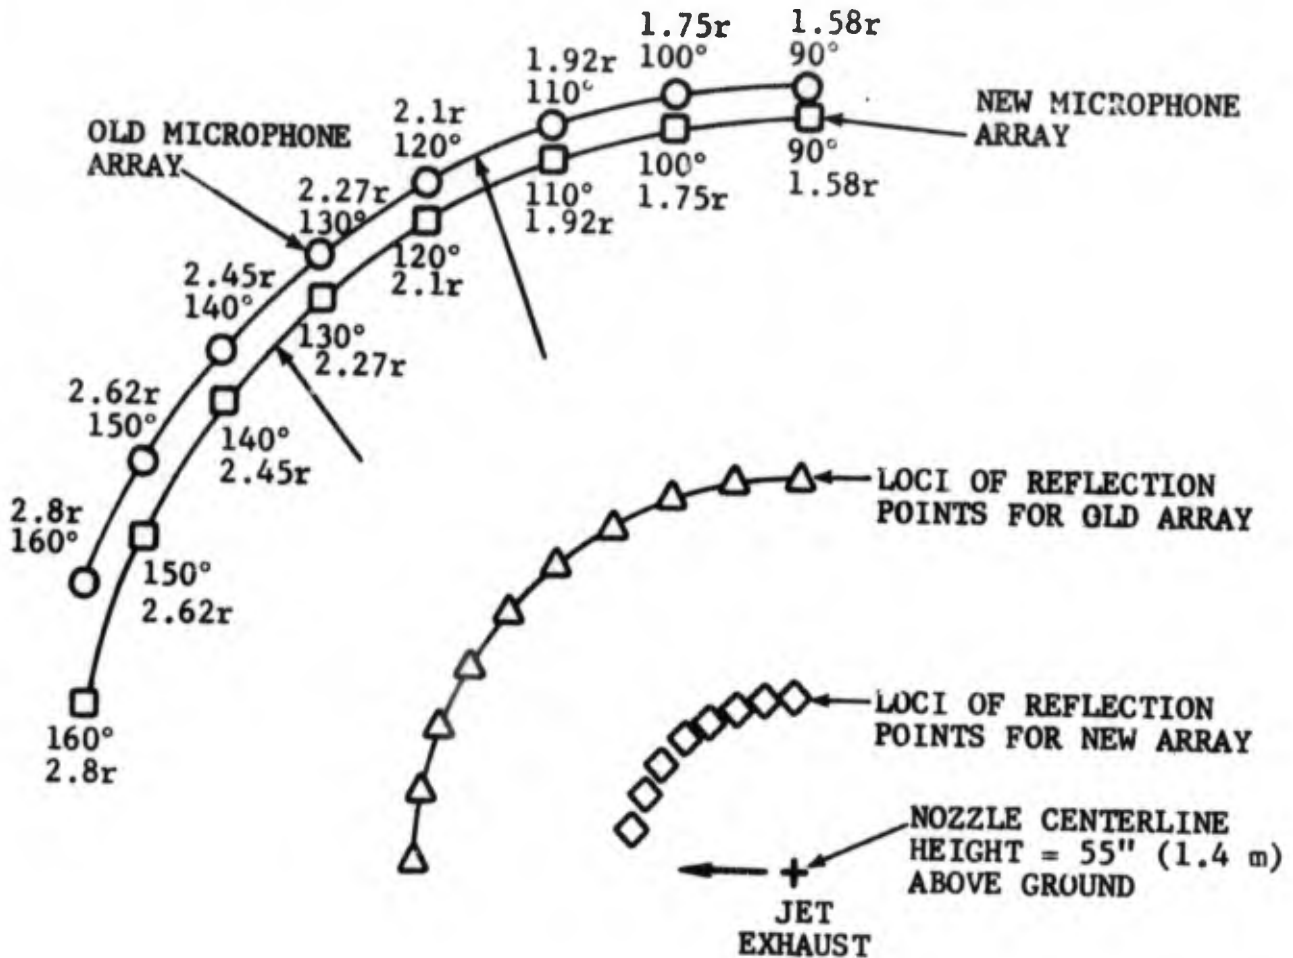 1.75r
100°
1.58r
90°
1.92r
110°
NEW MICROPHONE
ARRAY
2.1r
120°
OLD MICROPHONE
ARRAY
90°
1.58r
100°
1.75r
110°
1.92r
2.27r
130°
120°
2.1r
2.45r
140°
130°
2.27r
2.62r
150°
140°
2.45r
LOCI OF REFLECTION
POINTS FOR OLD ARRAY
2.8r
160°
150°
2.62r
LOCI OF REFLECTION
POINTS FOR NEW ARRAY
160°
2.8r
NOZZLE CENTERLINE
HEIGHT = 55" (1.4 m)
ABOVE GROUND
JET
EXHAUST